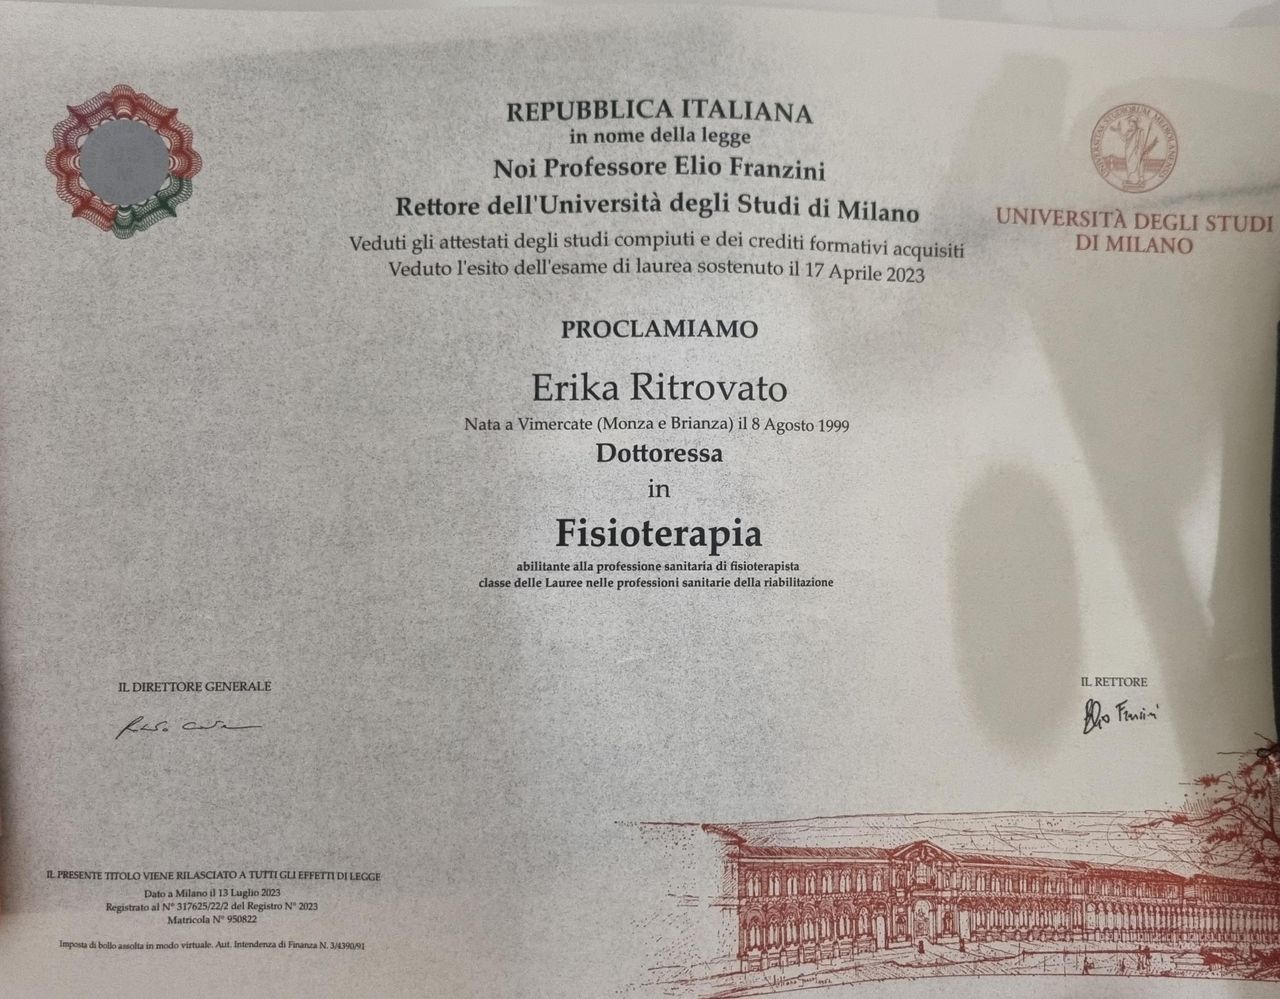 REPUBBLICA ITALIANA
in nome della legge
Noi Professore Elio Franzini
Rettore dell'Università degli Studi di Milano
Veduti gli attestati degli studi compiuti e dei crediti formativi acquisiti
Veduto l'esito dell'esame di laurea sostenuto il 17 Aprile 2023
UNIVERSITÀ DEGLI STUDI
DI MILANO
PROCLAMIAMO
Erika Ritrovato
Nata a Vimercate (Monza e Brianza) il 8 Agosto 1999
Dottoressa
in
Fisioterapia
abilitante alla professione sanitaria di fisioterapista
classe delle Lauree nelle professioni sanitarie della riabilitazione
IL DIRETTORE GENERALE
IL RETTORE
Elio Franzini
IL PRESENTE TITOLO VIENE RILASCIATO A TUTTI GLI EFFETTI DI LEGGE
Dato a Milano il 13 Luglio 2023
Registrato al N° 317625/22/2 del Registro N° 2023
Matricola N° 950822
Imposta di bollo assolta in modo virtuale. Aut. Intendenza di Finanza N. 3/4390/91